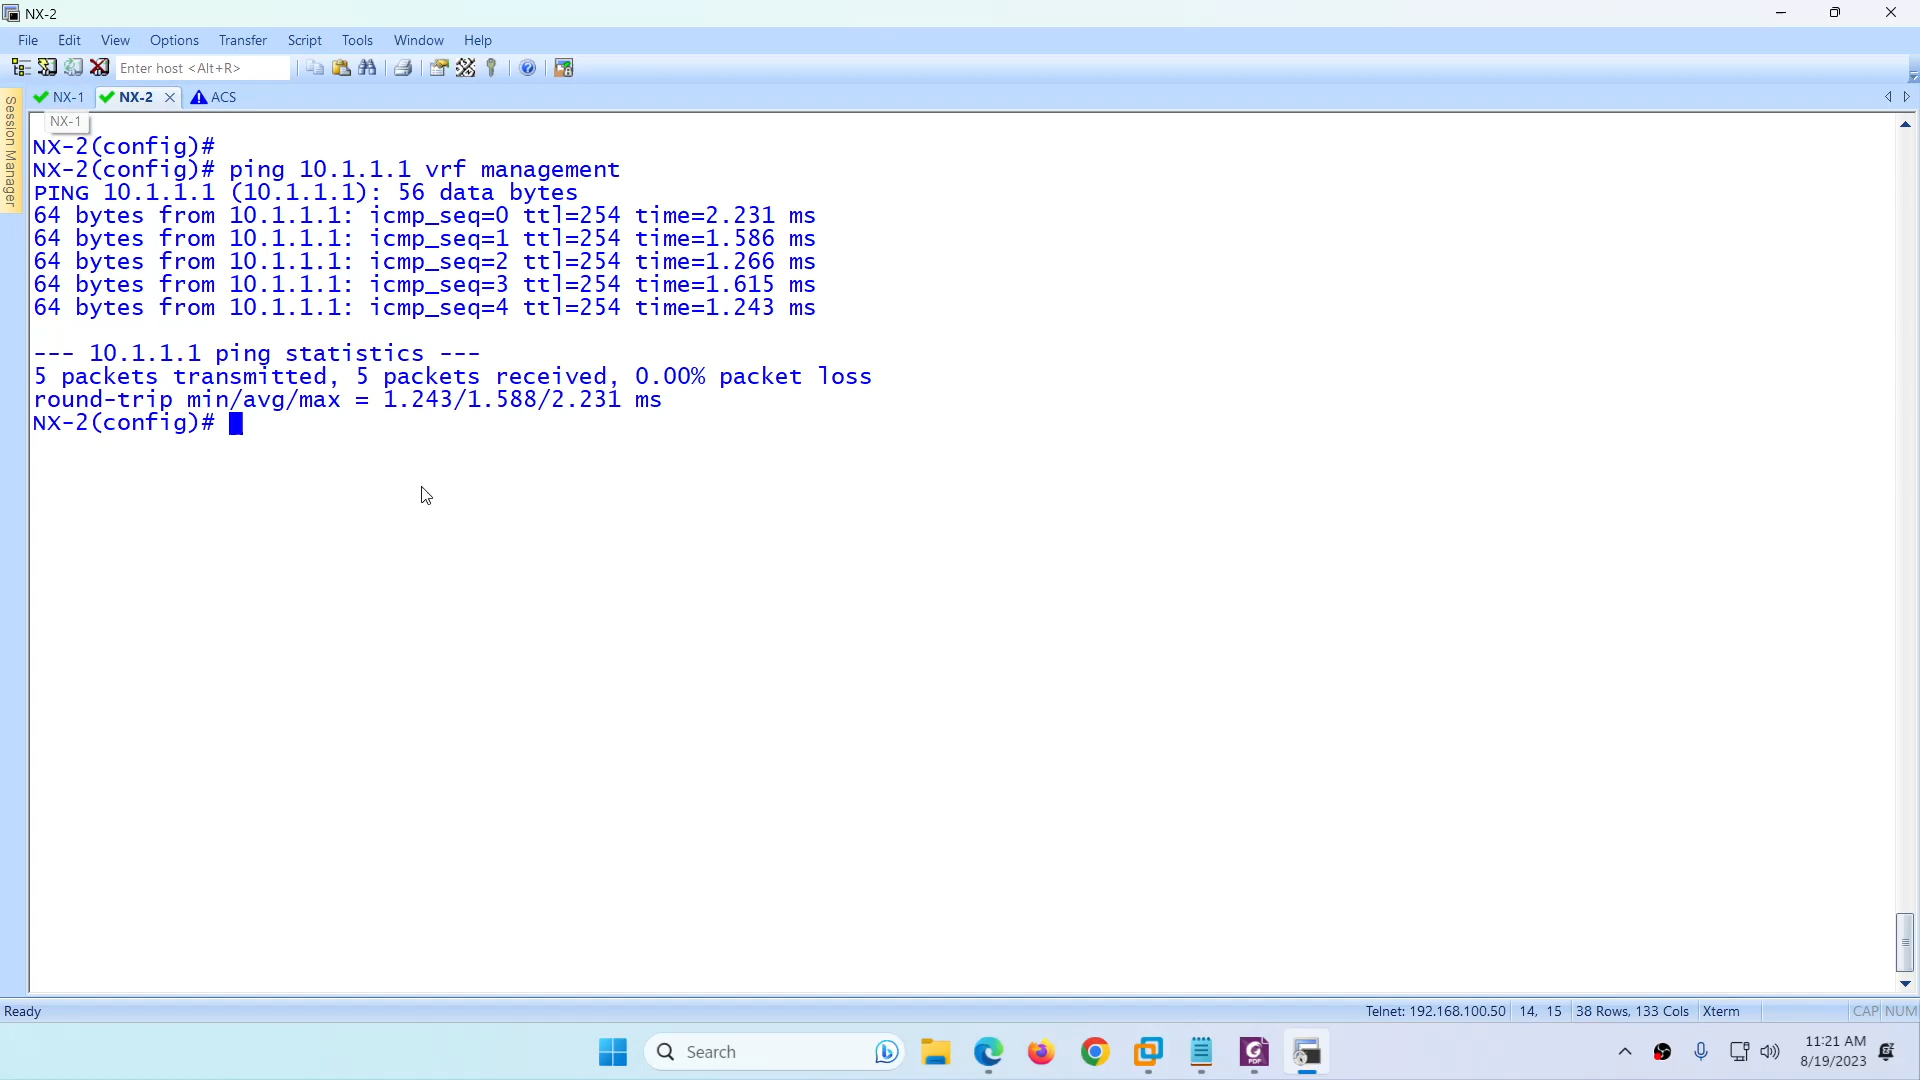 NX-2
File Edit View Options Transfer Script Tools Window Help
Enter host <Alt+R>
NX-1 NX-2 ACS
NX-1
Session Manager
NX-2(config)#
NX-2(config)# ping 10.1.1.1 vrf management
PING 10.1.1.1 (10.1.1.1): 56 data bytes
64 bytes from 10.1.1.1: icmp_seq=0 ttl=254 time=2.231 ms
64 bytes from 10.1.1.1: icmp_seq=1 ttl=254 time=1.586 ms
64 bytes from 10.1.1.1: icmp_seq=2 ttl=254 time=1.266 ms
64 bytes from 10.1.1.1: icmp_seq=3 ttl=254 time=1.615 ms
64 bytes from 10.1.1.1: icmp_seq=4 ttl=254 time=1.243 ms
--- 10.1.1.1 ping statistics ---
5 packets transmitted, 5 packets received, 0.00% packet loss
round-trip min/avg/max = 1.243/1.588/2.231 ms
NX-2(config)#
Ready Telnet: 192.168.100.50 14, 15 38 Rows, 133 Cols Xterm CAP NUM
Search 11:21 AM
8/19/2023